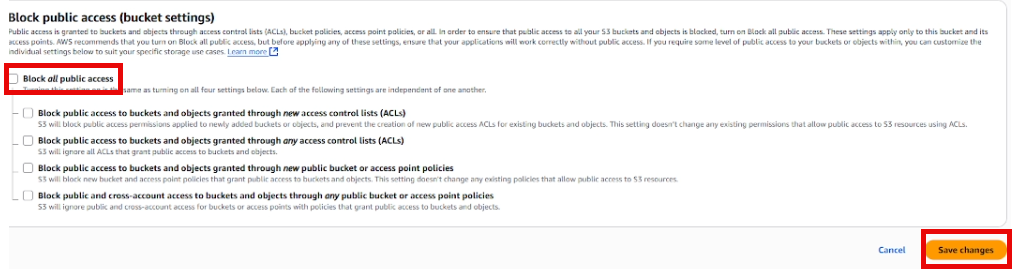 Block public access (bucket settings)
Public access is granted to buckets and objects through access control lists (ACLs), bucket policies, access point policies, or all. In order to ensure that public access to all your S3 buckets and objects is blocked, turn on Block all public access. These settings apply only to this bucket and its
access points. AWS recommends that you turn on Block all public access, but before applying any of these settings, ensure that your applications will work correctly without public access. If you require some level of public access to your buckets or objects within, you can customize the
individual settings below to suit your specific storage use cases. Learn more
Block all public access
Turning this setting on is the same as turning on all four settings below. Each of the following settings are independent of one another.
Block public access to buckets and objects granted through new access control lists (ACLs)
S3 will block public access permissions applied to newly added buckets or objects, and prevent the creation of new public access ACLs for existing buckets and objects. This setting doesn't change any existing permissions that allow public access to S3 resources using ACLs.
Block public access to buckets and objects granted through any access control lists (ACLs)
S3 will ignore all ACLs that grant public access to buckets and objects.
Block public access to buckets and objects granted through new public bucket or access point policies
S3 will block new bucket and access point policies that grant public access to buckets and objects. This setting doesn't change any existing policies that allow public access to S3 resources.
Block public and cross-account access to buckets and objects through any public bucket or access point policies
S3 will ignore public and cross-account access for buckets or access points with policies that grant public access to buckets and objects.
Cancel Save changes